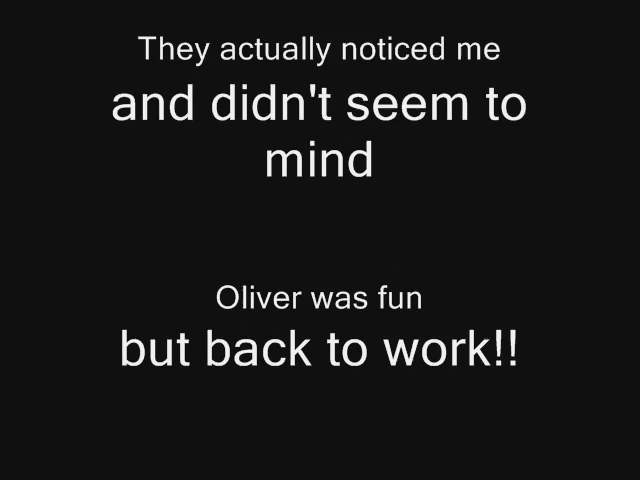 They actually noticed me
and didn't seem to
mind
Oliver was fun
but back to work!!